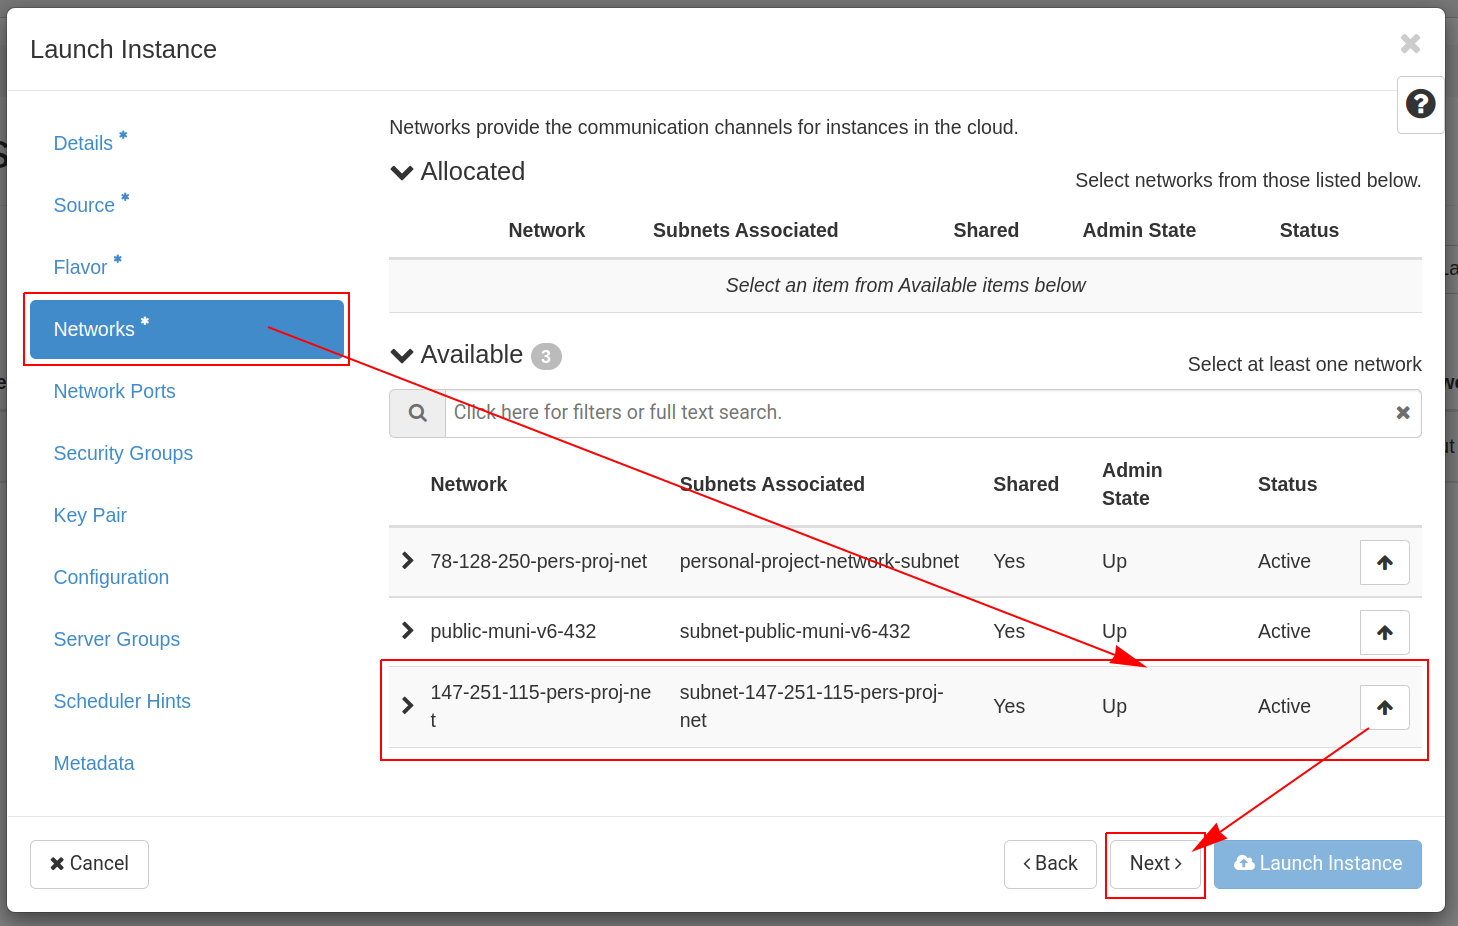 Launch Instance
Details *
Source *
Flavor *
Networks *
Network Ports
Security Groups
Key Pair
Configuration
Server Groups
Scheduler Hints
Metadata
Networks provide the communication channels for instances in the cloud.
Allocated
Select networks from those listed below.
Network Subnets Associated Shared Admin State Status
Select an item from Available items below
Available 3
Select at least one network
Click here for filters or full text search.
Network Subnets Associated Shared Admin
State Status
78-128-250-pers-proj-net personal-project-network-subnet Yes Up Active
public-muni-v6-432 subnet-public-muni-v6-432 Yes Up Active
147-251-115-pers-proj-ne
t
subnet-147-251-115-pers-proj-
net
Yes Up Active
Cancel
< Back
Next >
Launch Instance